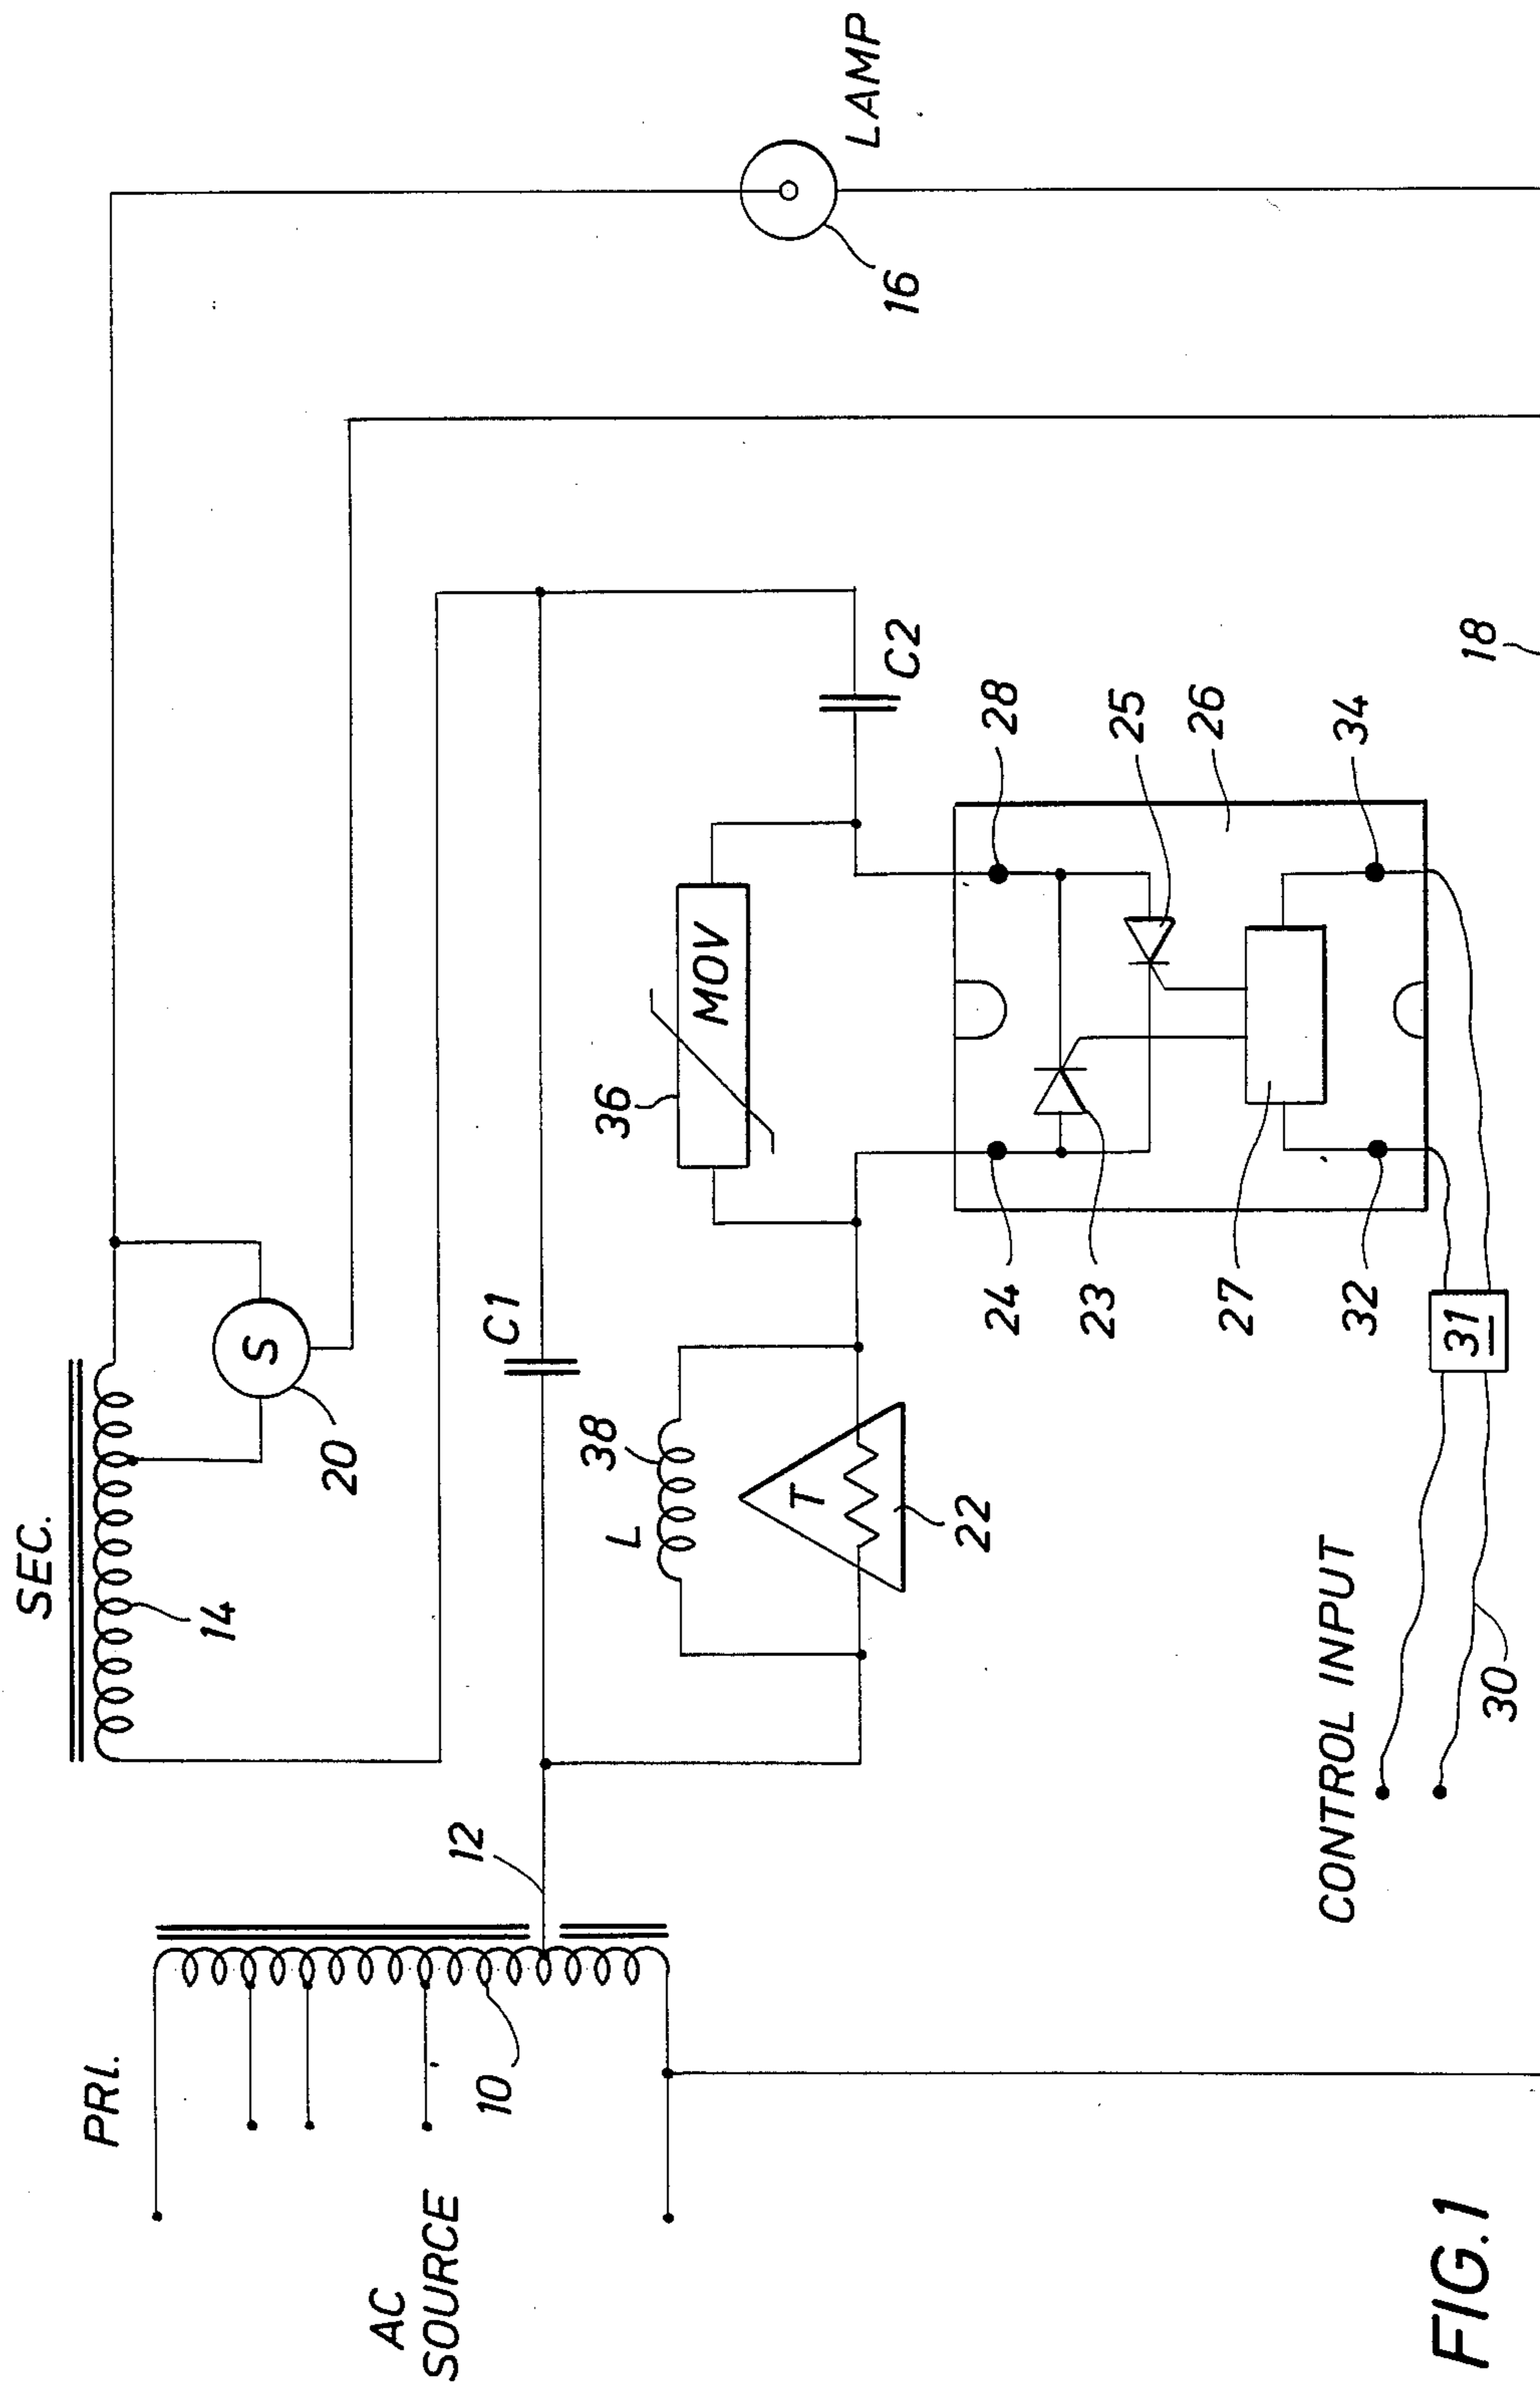 SEC.
14
S
20
PRI.
AC
SOURCE
10
12
C1
L
38
T
22
36
MOV
C2
LAMP
16
24
28
23
25
26
27
32
34
31
CONTROL INPUT
30
18
FIG.1